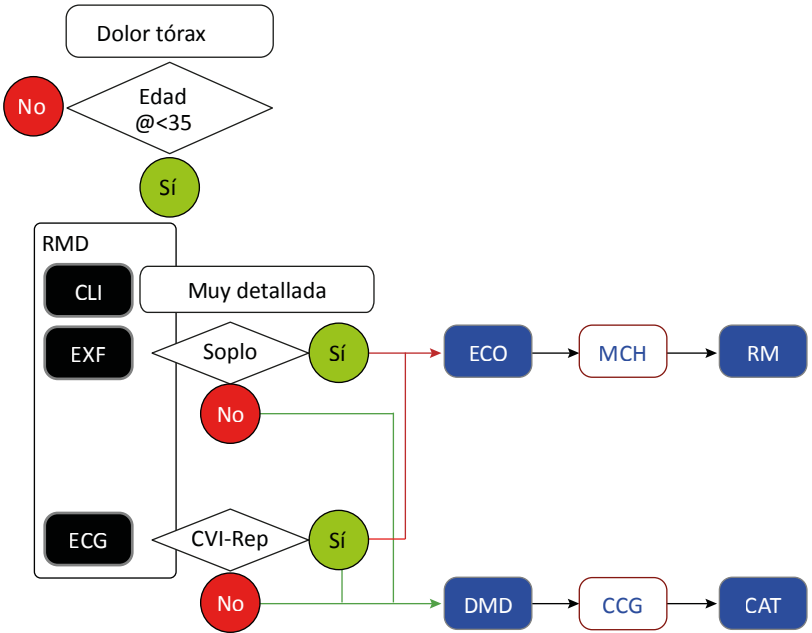 Dolor tórax
No
Edad
@<35
Sí
RMD
CLI
Muy detallada
EXF
Soplo
Sí
ECO
MCH
RM
No
ECG
CVI-Rep
Sí
No
DMD
CCG
CAT